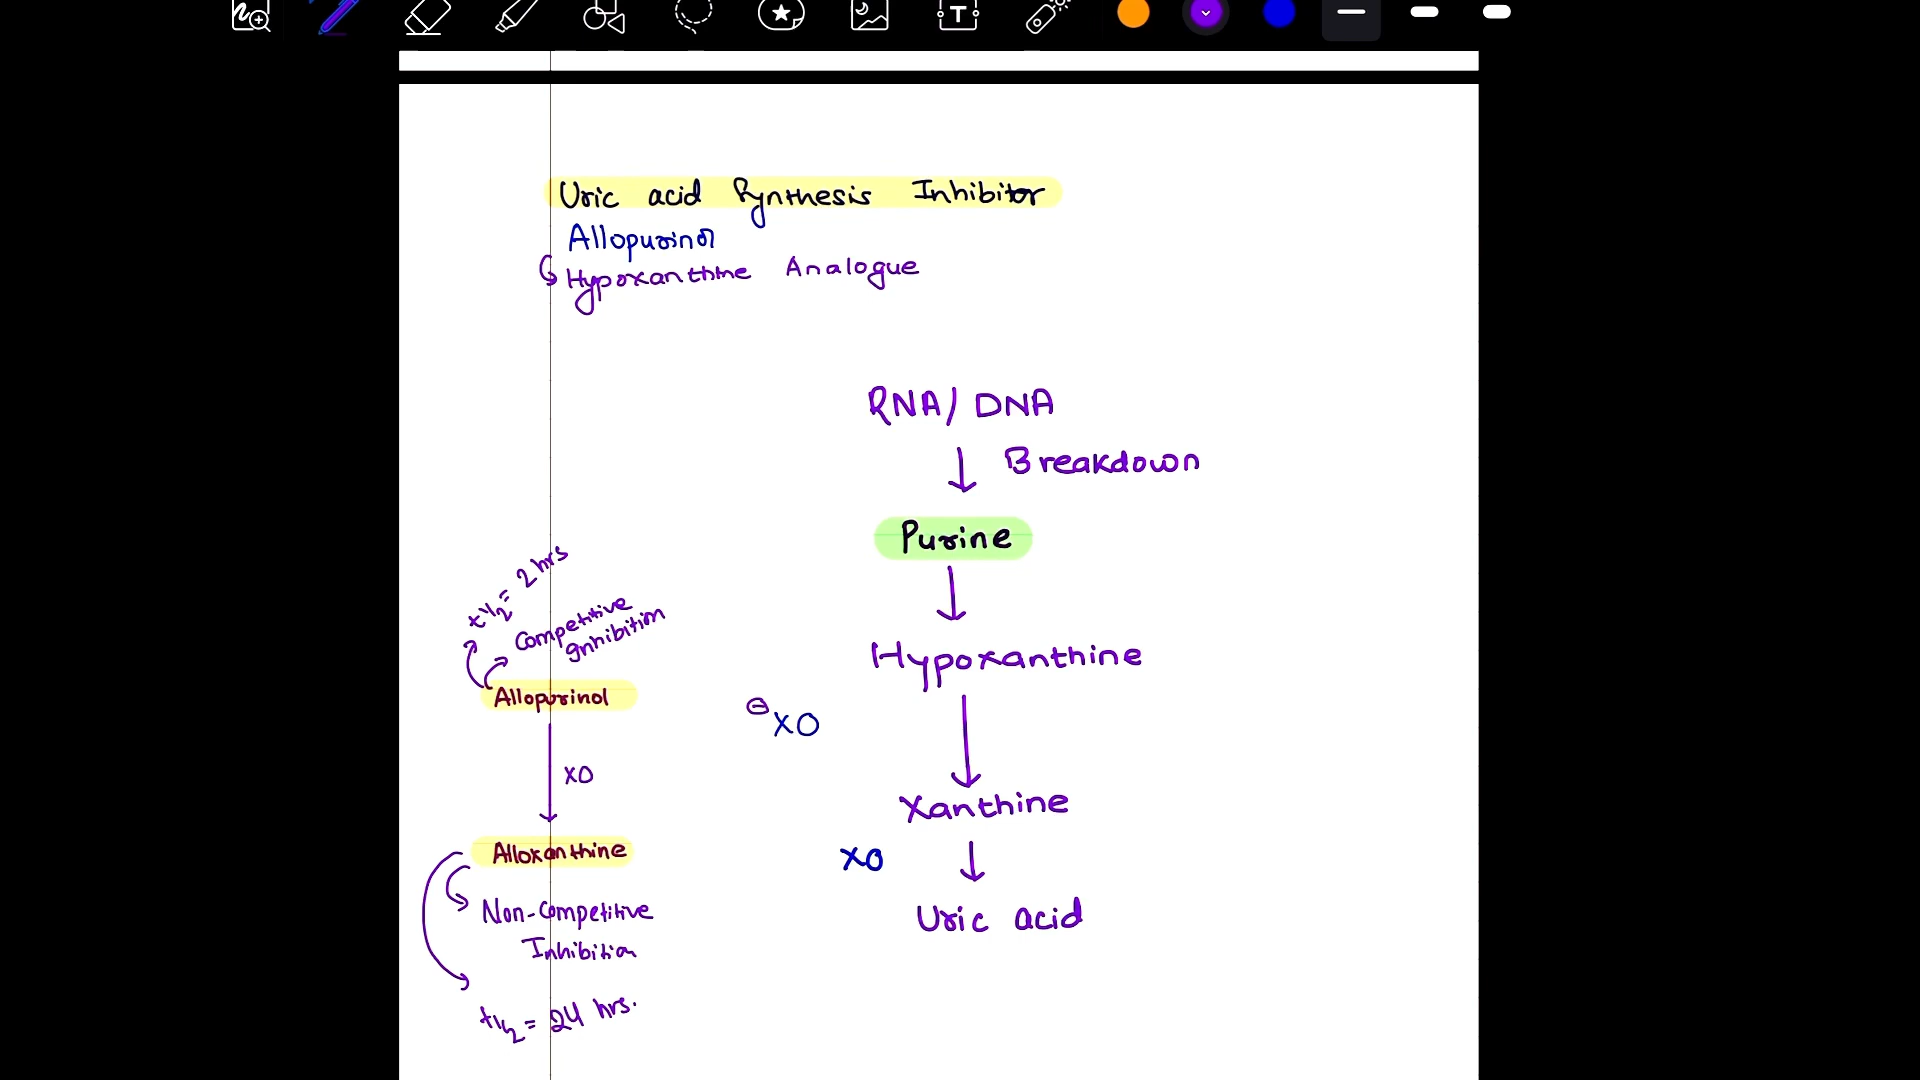 Uric acid Synthesis Inhibitor
Allopurinol
Hypoxanthine Analogue
RNA/ DNA
Breakdown
Purine
Hypoxanthine
⊖XO
Xanthine
XO
Uric acid
t½ = 2 hrs
Competitive
Inhibition
Allopurinol
XO
Alloxanthine
Non-Competitive
Inhibition
t½ = 24 hrs.